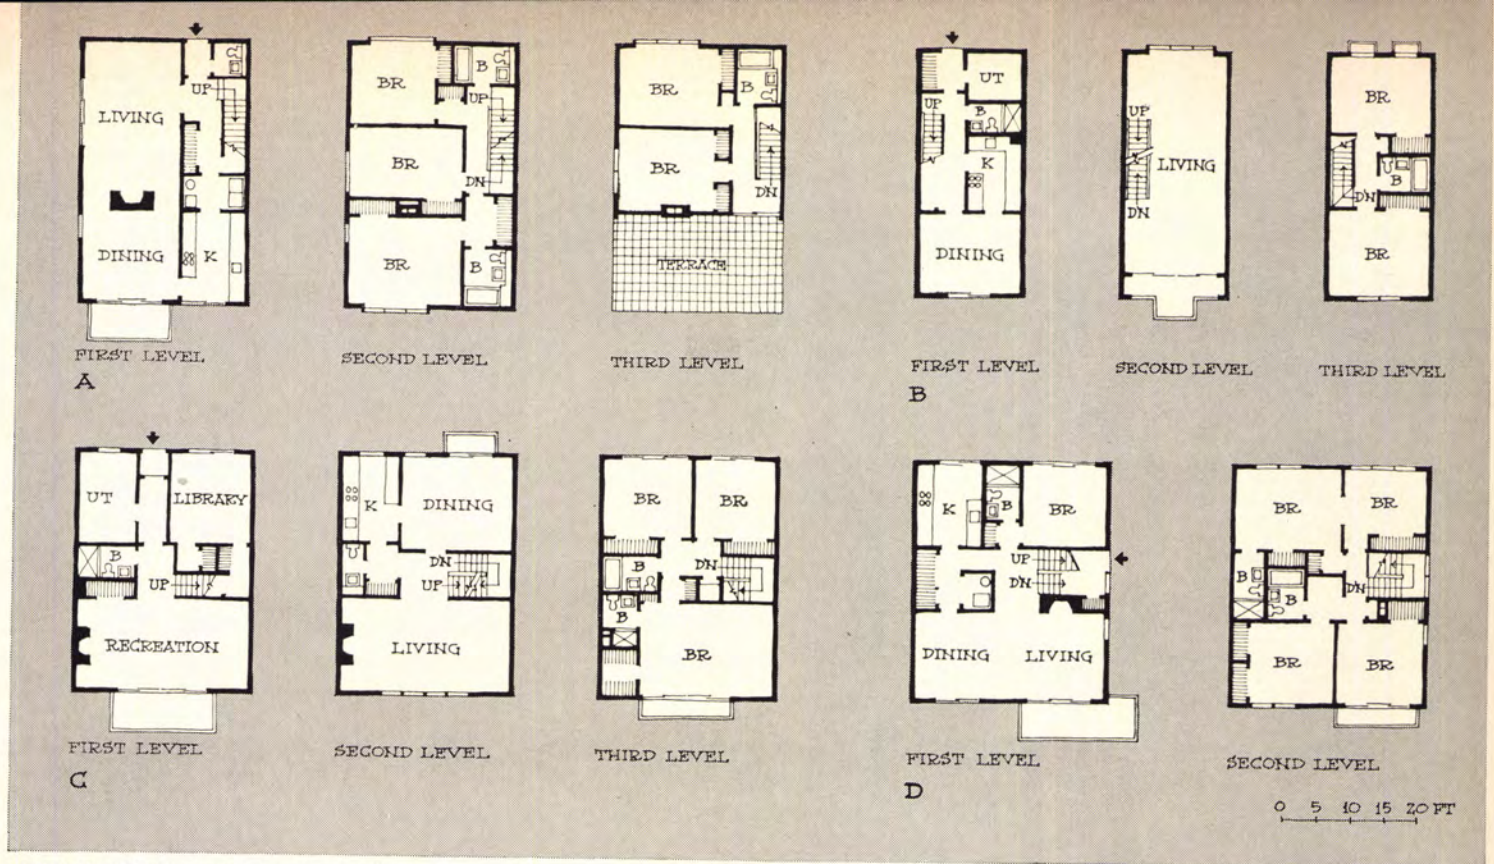 LIVING
UP
DINING
K
FIRST LEVEL
A
BR
B
UP
BR
DN
BR
B
SECOND LEVEL
BR
B
BR
DN
TERRACE
THIRD LEVEL
UT
UP
B
K
DINING
FIRST LEVEL
B
UP
LIVING
DN
SECOND LEVEL
BR
B
DN
BR
THIRD LEVEL
UT
LIBRARY
B
UP
RECREATION
FIRST LEVEL
C
K
DINING
DN
UP
LIVING
SECOND LEVEL
BR
BR
B
DN
B
BR
THIRD LEVEL
K
B
BR
UP
DN
DINING
LIVING
FIRST LEVEL
D
BR
BR
B
B
DN
BR
BR
SECOND LEVEL
0 5 10 15 20 FT